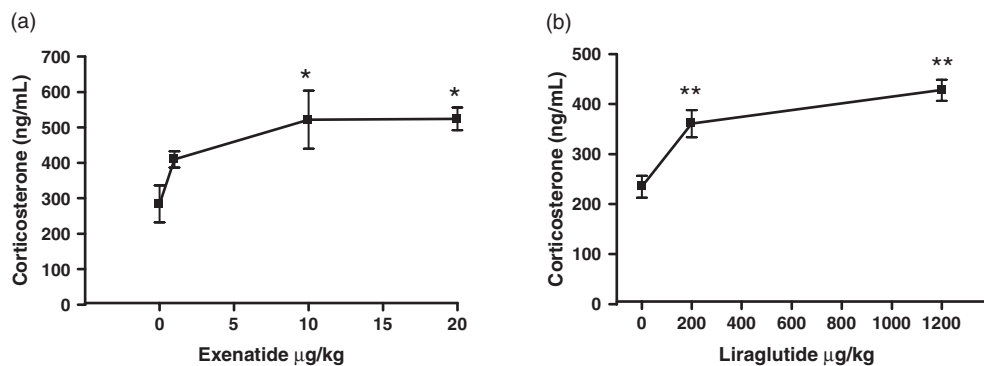 (a)
700
600
500
400
300
200
100
0
Corticosterone (ng/mL)
*
*
0 5 10 15 20
Exenatide μg/kg
(b)
500
400
300
200
100
0
Corticosterone (ng/mL)
**
**
0 200 400 600 800 1000 1200
Liraglutide μg/kg